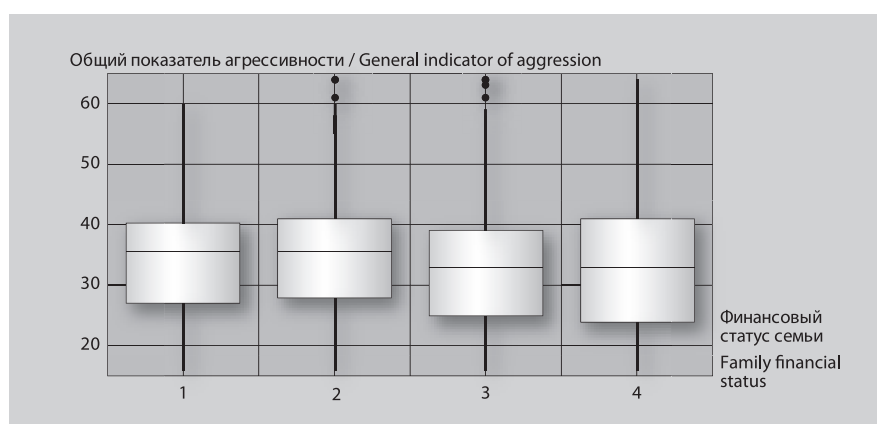 Общий показатель агрессивности / General indicator of aggression
60
50
40
30
20
1 2 3 4
Финансовый
статус семьи
Family financial
status